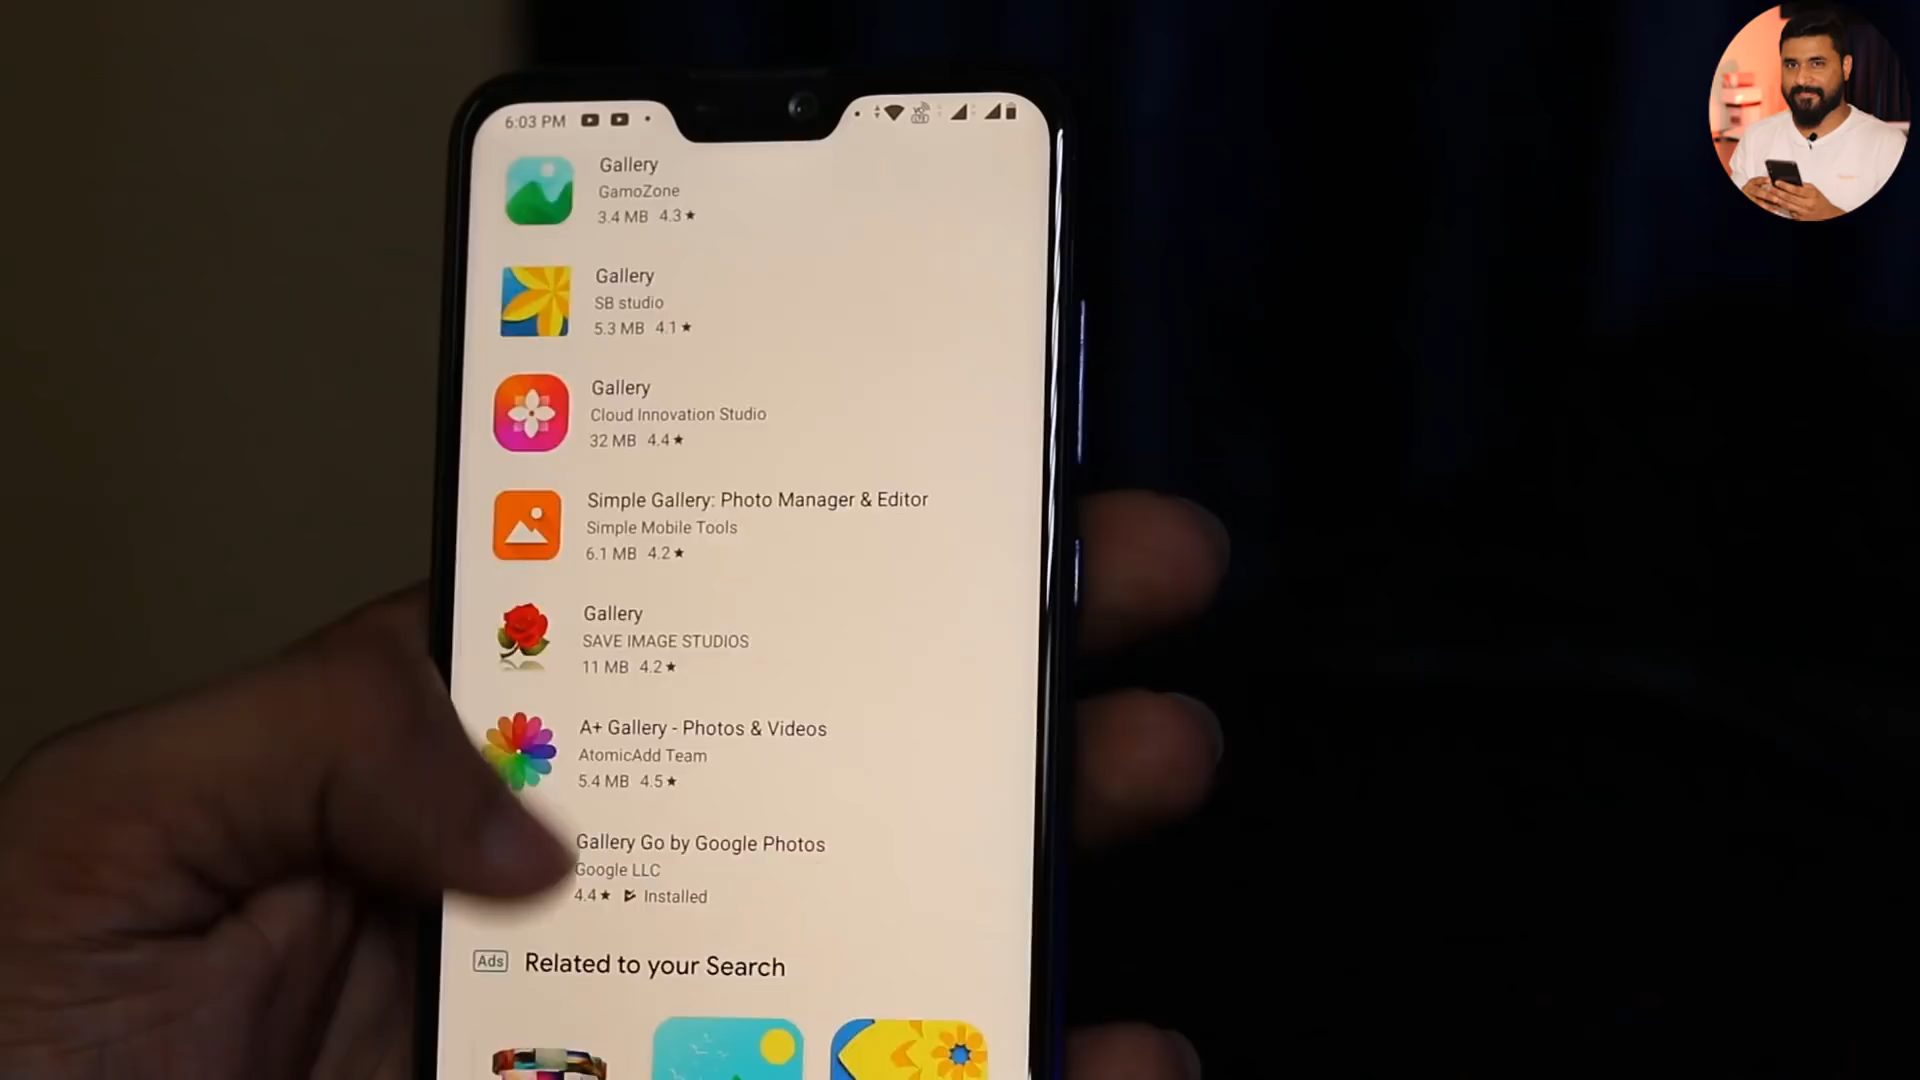 6:03 PM
Gallery
GamoZone
3.4 MB 4.3 ★
Gallery
SB studio
5.3 MB 4.1 ★
Gallery
Cloud Innovation Studio
32 MB 4.4 ★
Simple Gallery: Photo Manager & Editor
Simple Mobile Tools
6.1 MB 4.2 ★
Gallery
SAVE IMAGE STUDIOS
11 MB 4.2 ★
A+ Gallery - Photos & Videos
AtomicAdd Team
5.4 MB 4.5 ★
Gallery Go by Google Photos
Google LLC
4.4 ★ Installed
Ads Related to your Search